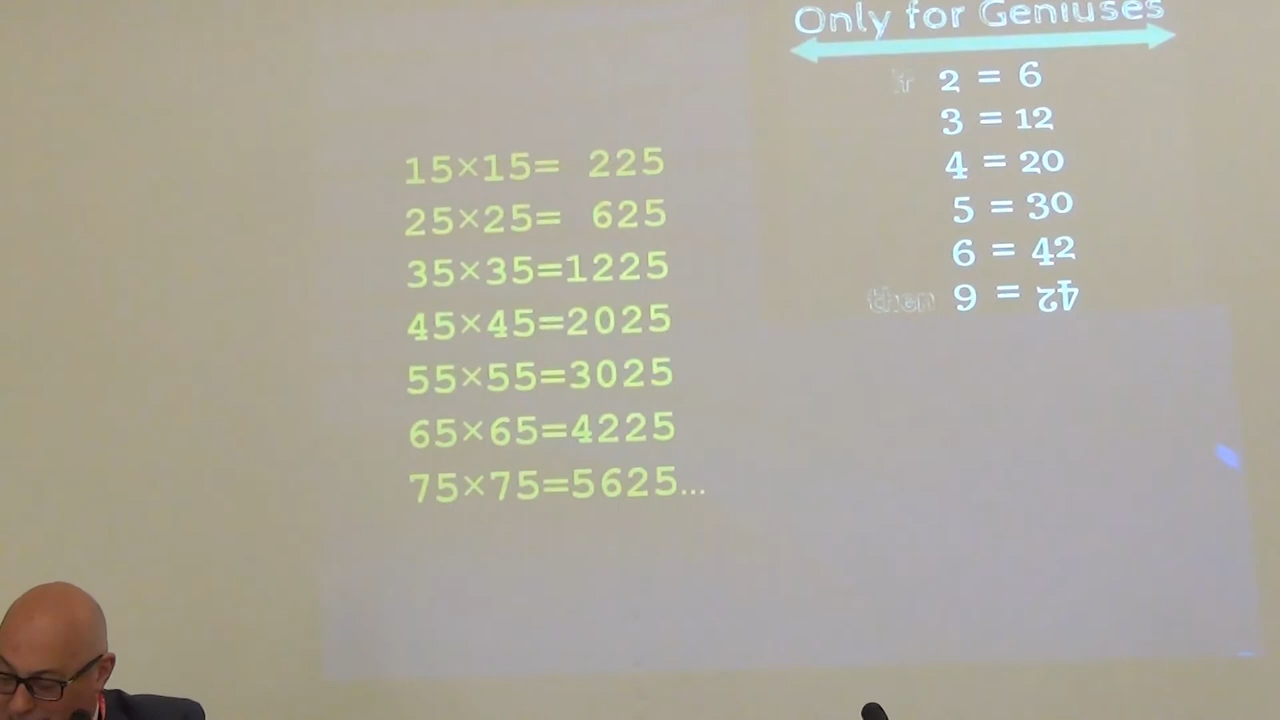 15×15= 225
25×25= 625
35×35=1225
45×45=2025
55×55=3025
65×65=4225
75×75=5625...
Only for Geniuses
If 2 = 6
3 = 12
4 = 20
5 = 30
6 = 42
then 9 = 42